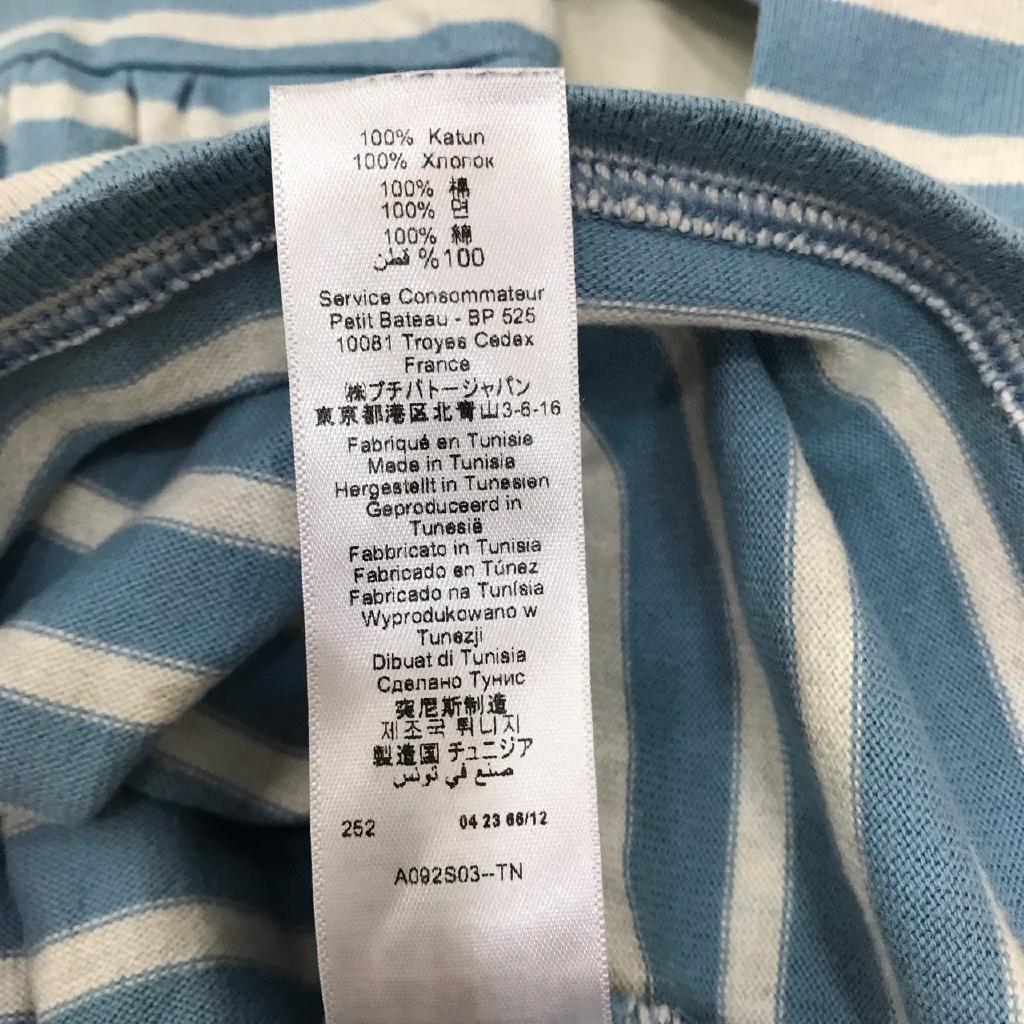 100% Katun
100% Хлопок
100% 棉
100% 면
100% 綿
100% قطن
Service Consommateur
Petit Bateau - BP 525
10081 Troyes Cedex
France
㈱プチバトージャパン
東京都港区北青山3-6-16
Fabriqué en Tunisie
Made in Tunisia
Hergestellt in Tunesien
Geproduceerd in
Tunesië
Fabbricato in Tunisia
Fabricado en Túnez
Fabricado na Tunísia
Wyprodukowano w
Tunezji
Dibuat di Tunisia
Сделано Тунис
突尼斯制造
제조국 튀니지
製造国 チュニジア
صنع في تونس
252 04 23 66/12
A092S03--TN